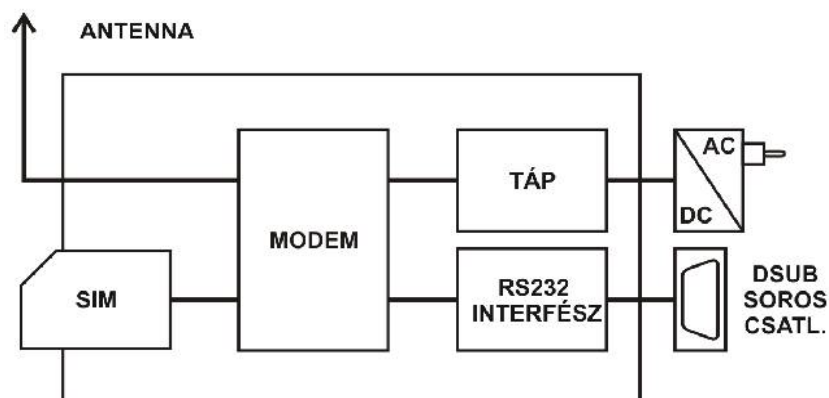 ANTENNA
AC
TÁP
DC
MODEM
SIM
RS232
INTERFÉSZ
DSUB
SOROS
CSATL.